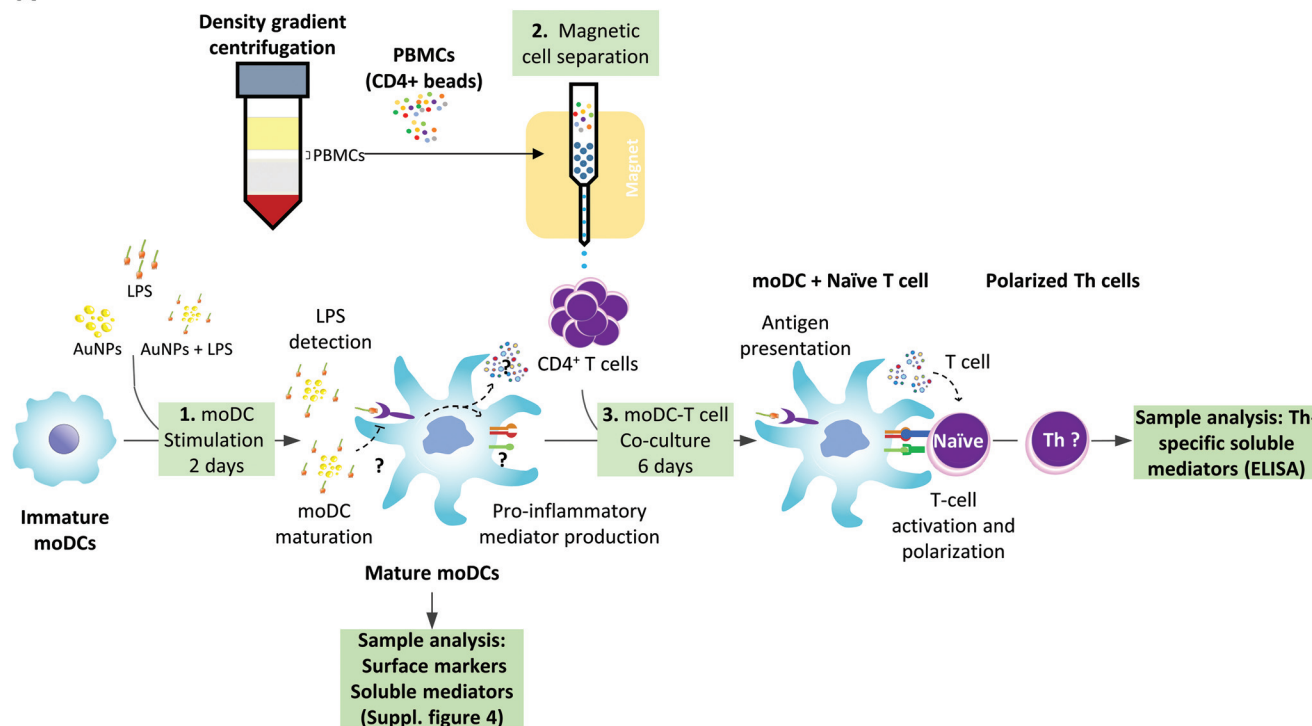 Density gradient
centrifugation
PBMCs
PBMCs
(CD4+ beads)
2. Magnetic
cell separation
Magnet
LPS
AuNPs
AuNPs + LPS
Immature
moDCs
1. moDC
Stimulation
2 days
LPS
detection
?
moDC
maturation
?
?
Pro-inflammatory
mediator production
Mature moDCs
Sample analysis:
Surface markers
Soluble mediators
(Suppl. figure 4)
CD4⁺ T cells
3. moDC-T cell
Co-culture
6 days
moDC + Naïve T cell
Antigen
presentation
T cell
Naïve
T-cell
activation and
polarization
Polarized Th cells
Th ?
Sample analysis: Th-
specific soluble
mediators (ELISA)